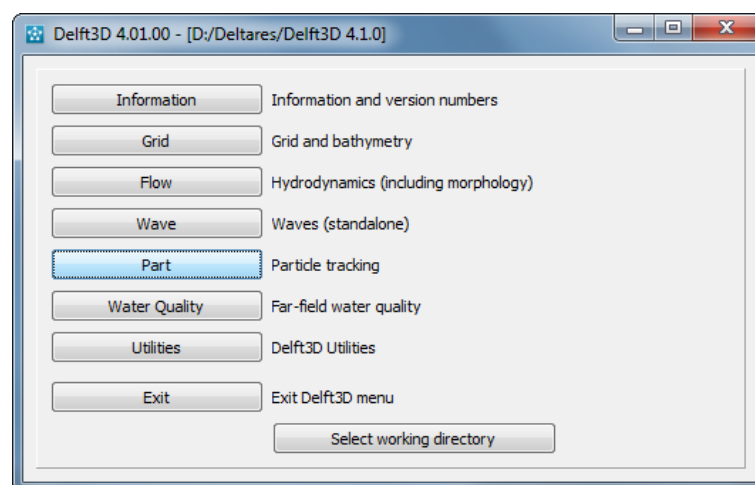 Delft3D 4.01.00 - [D:/Deltares/Delft3D 4.1.0]
Information Information and version numbers
Grid Grid and bathymetry
Flow Hydrodynamics (including morphology)
Wave Waves (standalone)
Part Particle tracking
Water Quality Far-field water quality
Utilities Delft3D Utilities
Exit Exit Delft3D menu
Select working directory